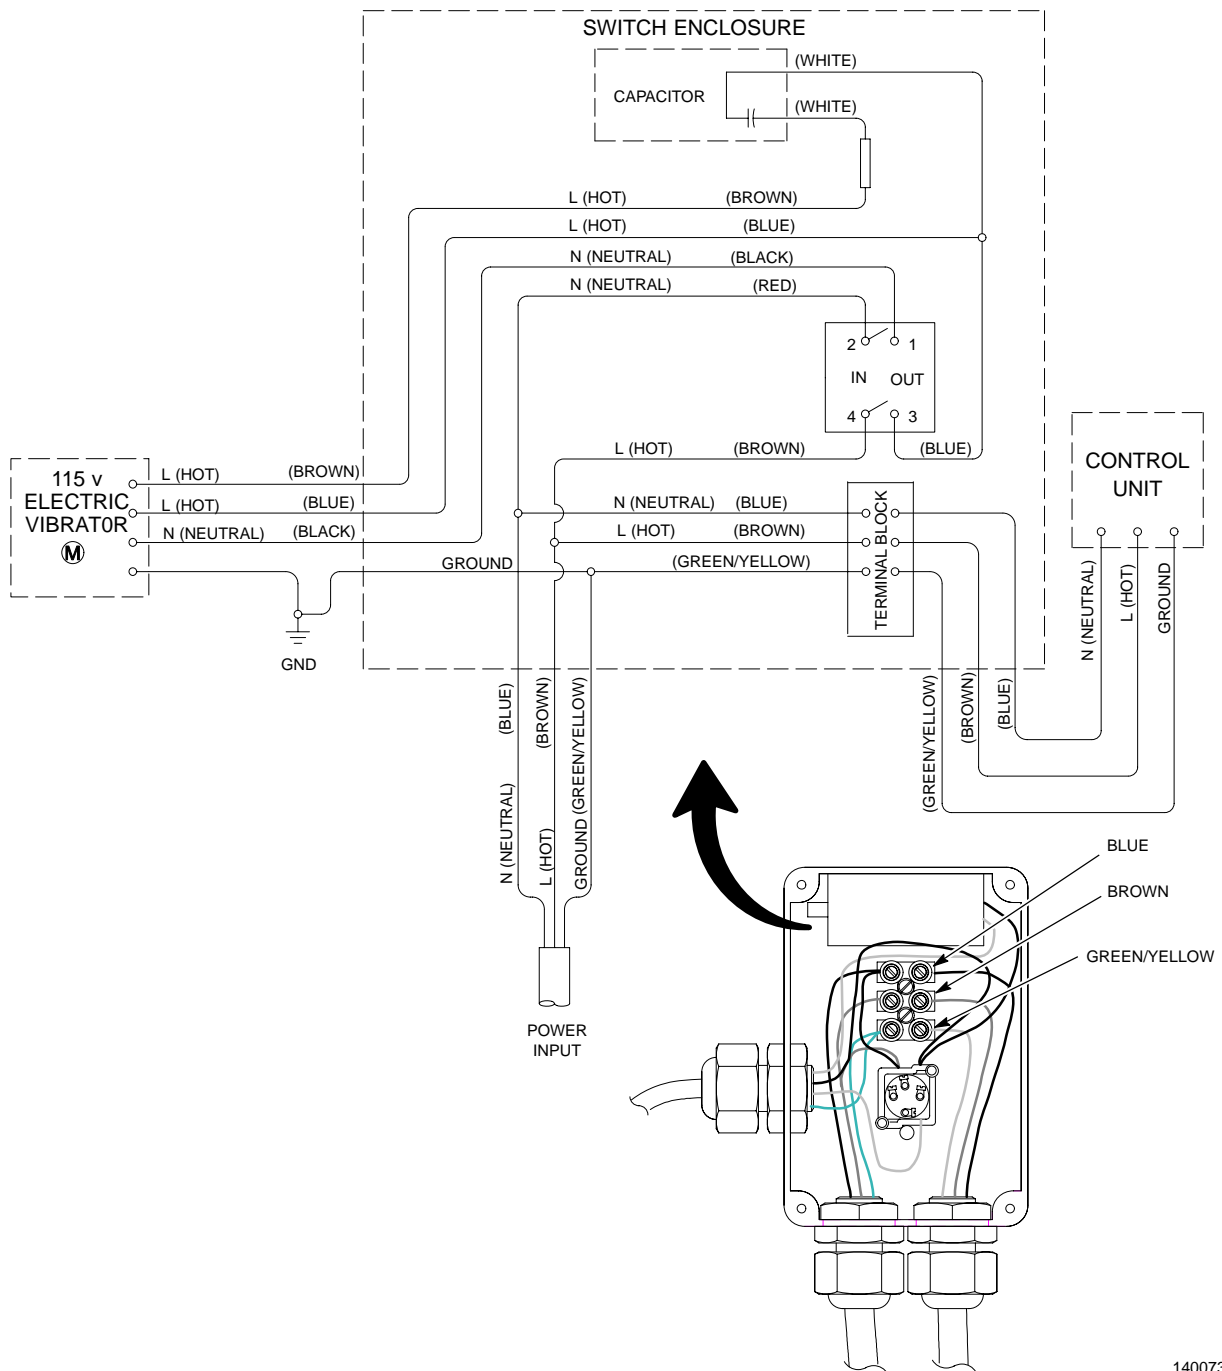 SWITCH ENCLOSURE
(WHITE)
CAPACITOR
(WHITE)
L (HOT) (BROWN)
L (HOT) (BLUE)
N (NEUTRAL) (BLACK)
N (NEUTRAL) (RED)
2 1
IN OUT
4 3
L (HOT) (BROWN) (BLUE)
115 v
ELECTRIC
VIBRAT0R
M
L (HOT) (BROWN)
L (HOT) (BLUE)
N (NEUTRAL) (BLACK)
CONTROL
UNIT
N (NEUTRAL) (BLUE)
L (HOT) (BROWN)
GROUND (GREEN/YELLOW)
TERMINAL BLOCK
N (NEUTRAL)
L (HOT)
GROUND
GND
(BLUE)
(BROWN)
N (NEUTRAL)
L (HOT)
GROUND (GREEN/YELLOW)
(GREEN/YELLOW)
(BROWN)
(BLUE)
POWER
INPUT
BLUE
BROWN
GREEN/YELLOW
140073